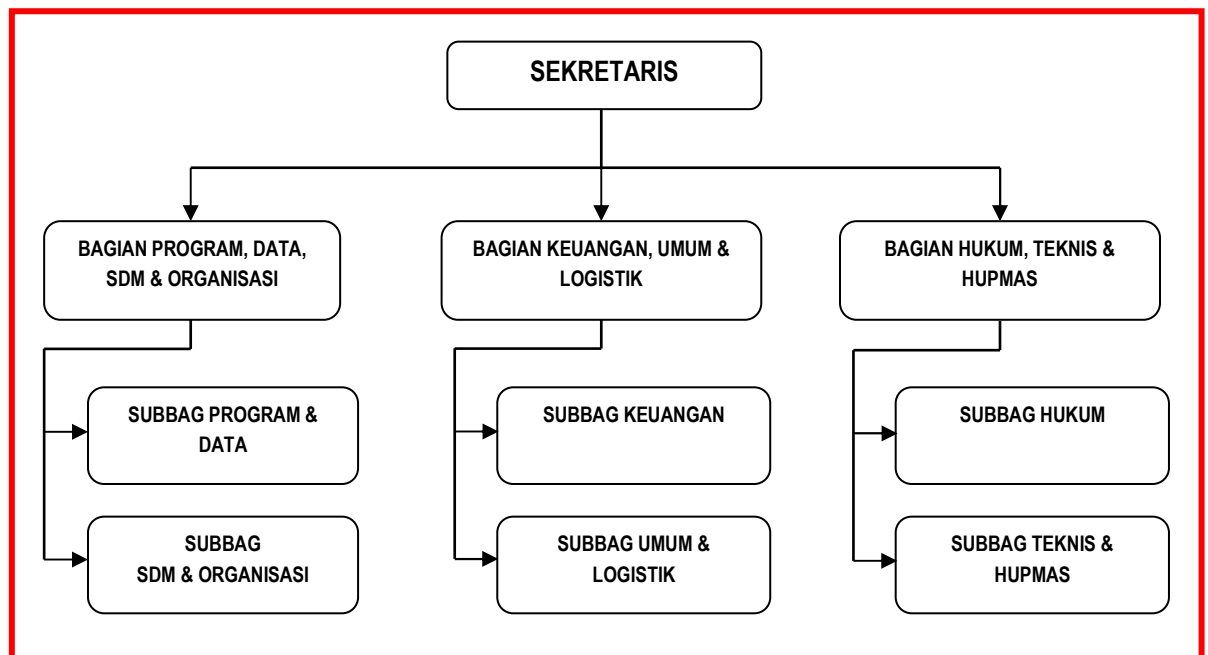 SEKRETARIS
BAGIAN PROGRAM, DATA,
SDM & ORGANISASI
BAGIAN KEUANGAN, UMUM &
LOGISTIK
BAGIAN HUKUM, TEKNIS &
HUPMAS
SUBBAG PROGRAM &
DATA
SUBBAG KEUANGAN
SUBBAG HUKUM
SUBBAG
SDM & ORGANISASI
SUBBAG UMUM &
LOGISTIK
SUBBAG TEKNIS &
HUPMAS